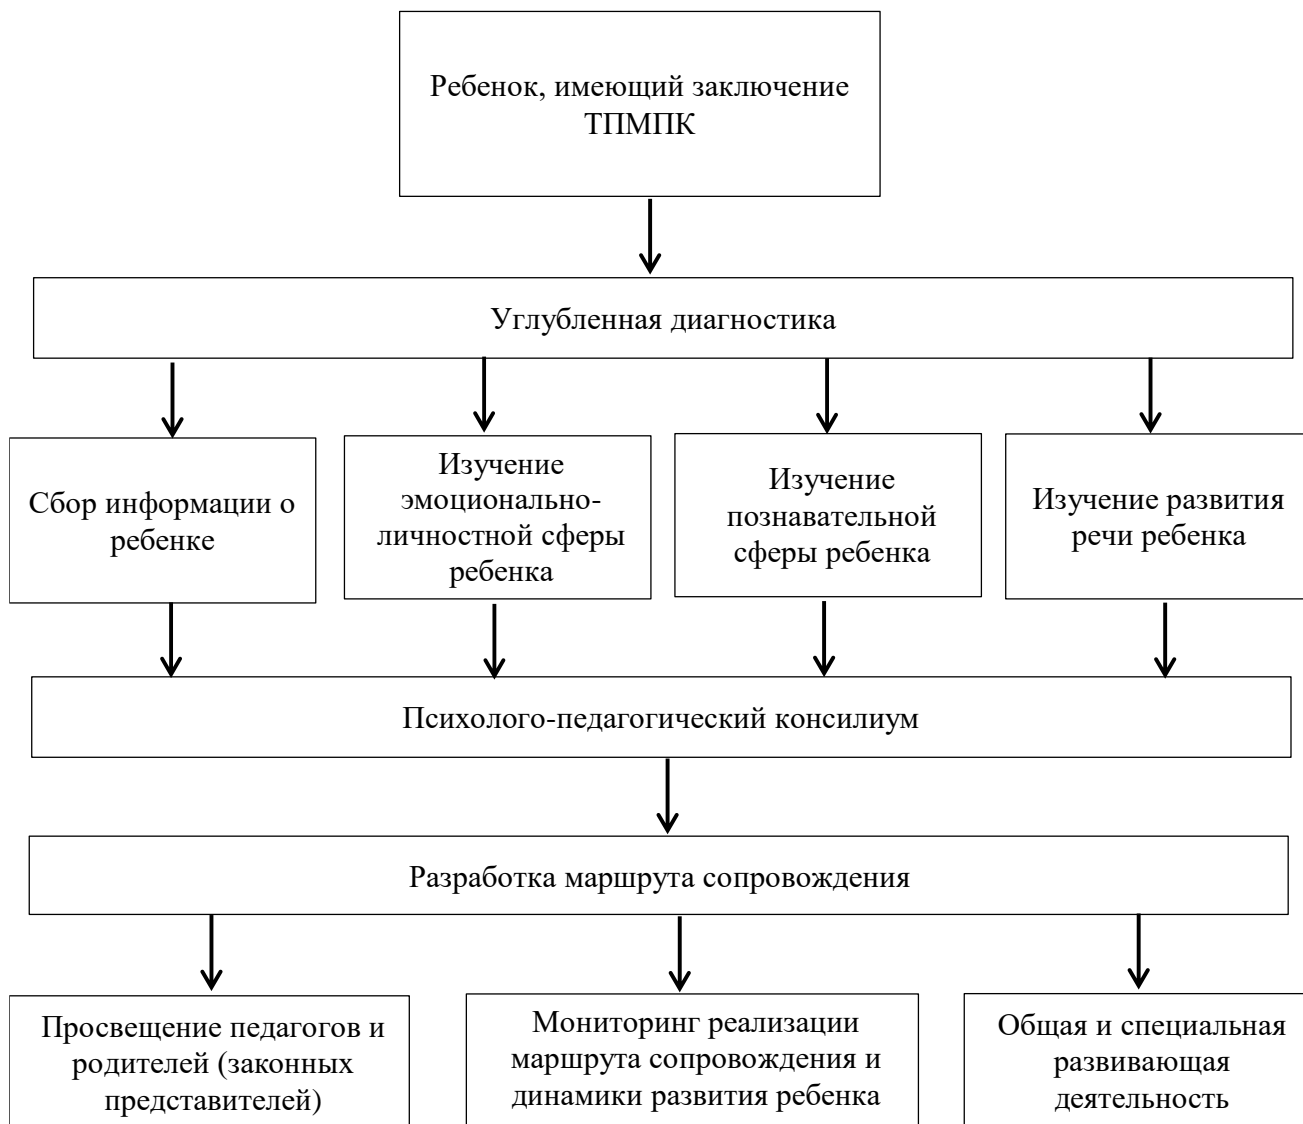 Ребенок, имеющий заключение
ТПМПК
Углубленная диагностика
Сбор информации о
ребенке
Изучение
эмоционально-
личностной сферы
ребенка
Изучение
познавательной
сферы ребенка
Изучение развития
речи ребенка
Психолого-педагогический консилиум
Разработка маршрута сопровождения
Просвещение педагогов и
родителей (законных
представителей)
Мониторинг реализации
маршрута сопровождения и
динамики развития ребенка
Общая и специальная
развивающая
деятельность